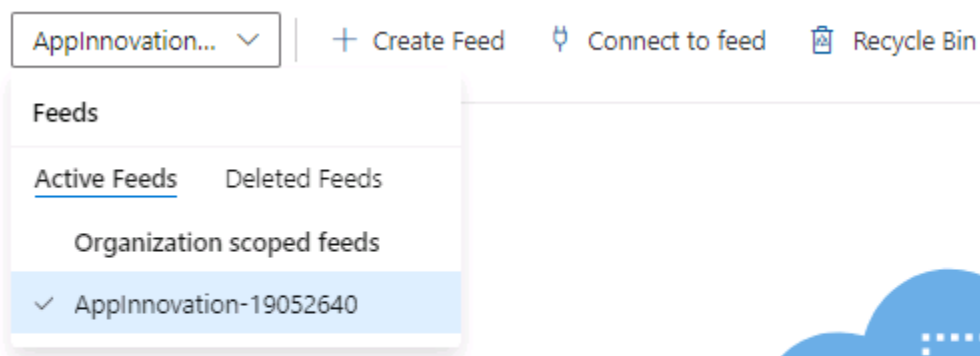 AppInnovation... Create Feed Connect to feed Recycle Bin
Feeds
Active Feeds Deleted Feeds
Organization scoped feeds
AppInnovation-19052640